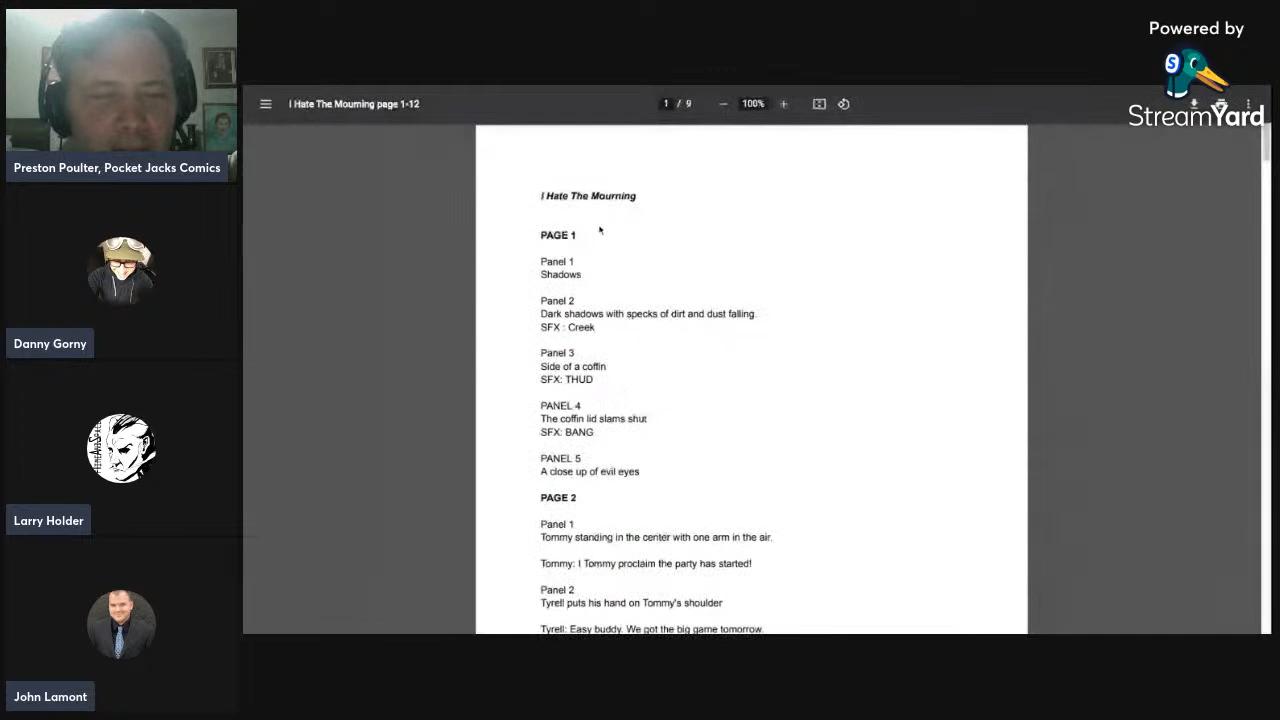 Powered by
S
StreamYard
Preston Poulter, Pocket Jacks Comics
Danny Gorny
Larry Holder
John Lamont
I Hate The Mourning page 1-12
1 / 9
100%
I Hate The Mourning
PAGE 1
Panel 1
Shadows
Panel 2
Dark shadows with specks of dirt and dust falling.
SFX : Creek
Panel 3
Side of a coffin
SFX: THUD
PANEL 4
The coffin lid slams shut
SFX: BANG
PANEL 5
A close up of evil eyes
PAGE 2
Panel 1
Tommy standing in the center with one arm in the air.
Tommy: I Tommy proclaim the party has started!
Panel 2
Tyrell puts his hand on Tommy's shoulder
Tyrell: Easy buddy. We got the big game tomorrow.